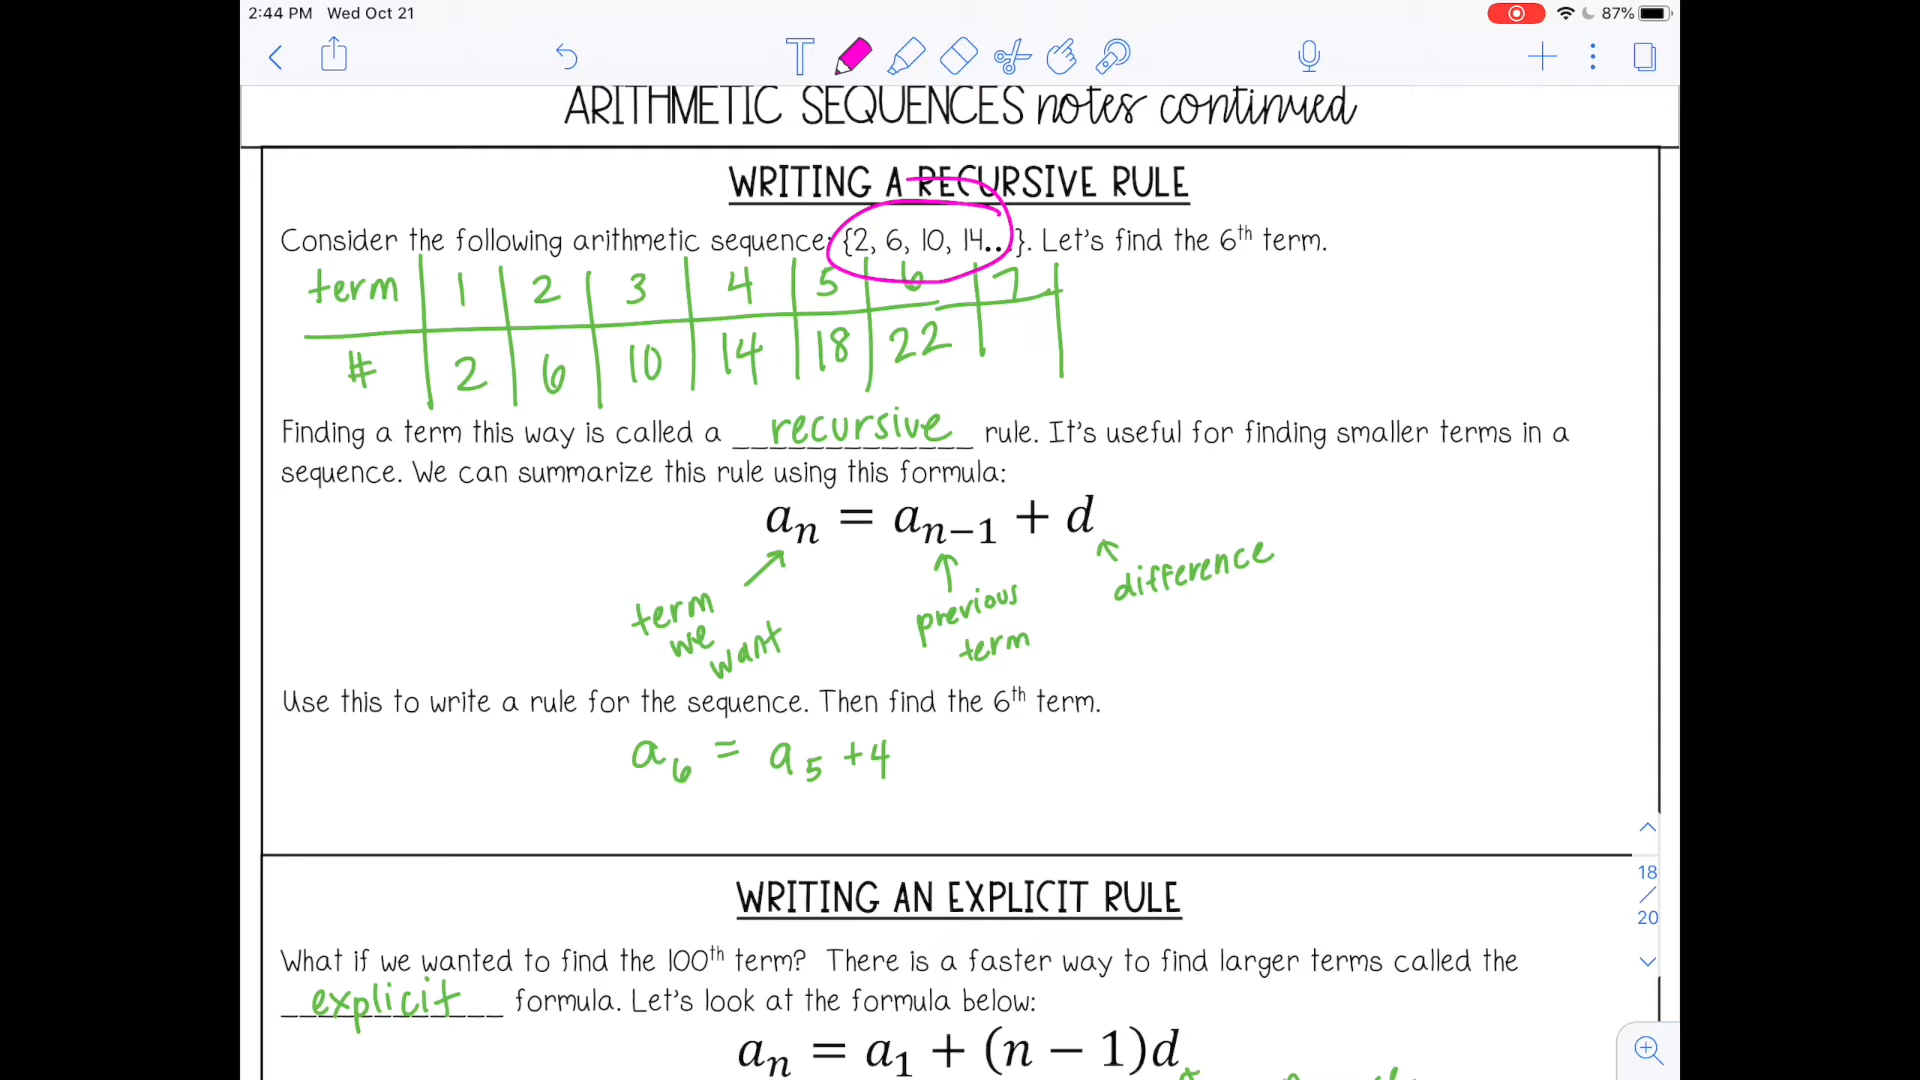 2:44 PM Wed Oct 21
87%
T
ARITHMETIC SEQUENCES notes continued
WRITING A RECURSIVE RULE
Consider the following arithmetic sequence: {2, 6, 10, 14...}. Let's find the 6th term.
term 1 2 3 4 5 6 7
# 2 6 10 14 18 22
Finding a term this way is called a recursive rule. It's useful for finding smaller terms in a
sequence. We can summarize this rule using this formula:
aₙ = aₙ₋₁ + d
term we want
previous term
difference
Use this to write a rule for the sequence. Then find the 6th term.
a₆ = a₅ + 4
18
/
20
WRITING AN EXPLICIT RULE
What if we wanted to find the 100th term? There is a faster way to find larger terms called the
explicit formula. Let's look at the formula below:
aₙ = a₁ + (n − 1)d